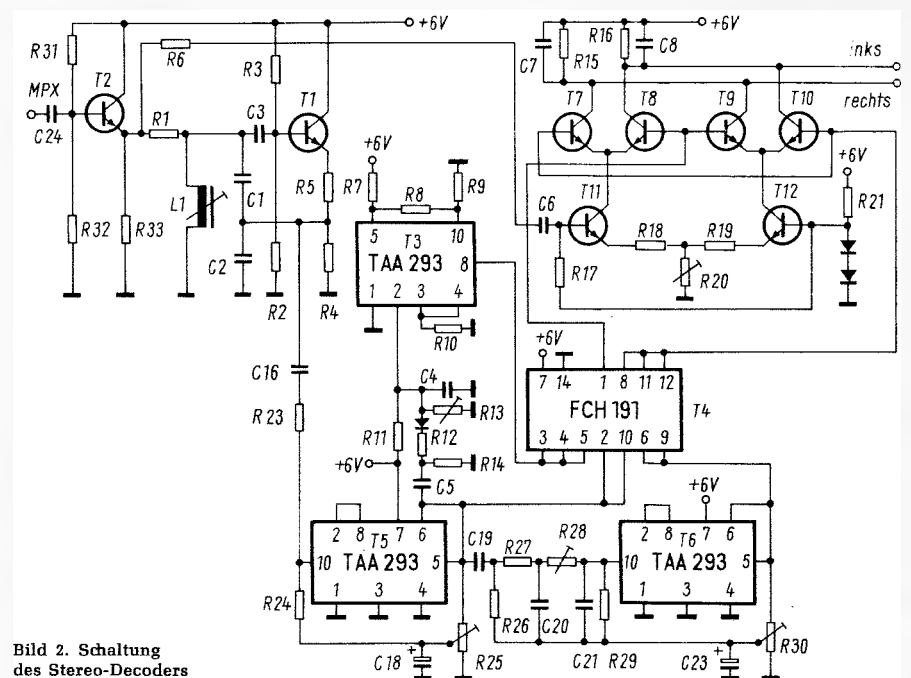 +6V
+6V
R31
R6
R3
R16
C7
R15
C8
inks
MPX
T2
rechts
T1
T7
T8
T9
T10
C24
R1
C3
+6V
+6V
L1
C1
R5
R7
R8
R9
C6
T11
T12
R21
R32
R33
C2
R2
R4
5
T3
10
TAA 293
8
1
2
3
4
R10
R18
R19
R17
R20
+6V
C16
R23
C4
R13
R11
R12
R14
+6V
C5
7
14
1
8
11
12
FCH 191
T4
3
4
5
2
10
6
9
+6V
2
8
T5
7
6
10
TAA 293
5
1
3
4
C19
R27
R28
2
8
T6
7
6
10
TAA 293
5
1
3
4
R24
R26
C20
C21
R29
+
C18
R25
+
C23
R30
Bild 2. Schaltung
des Stereo-Decoders